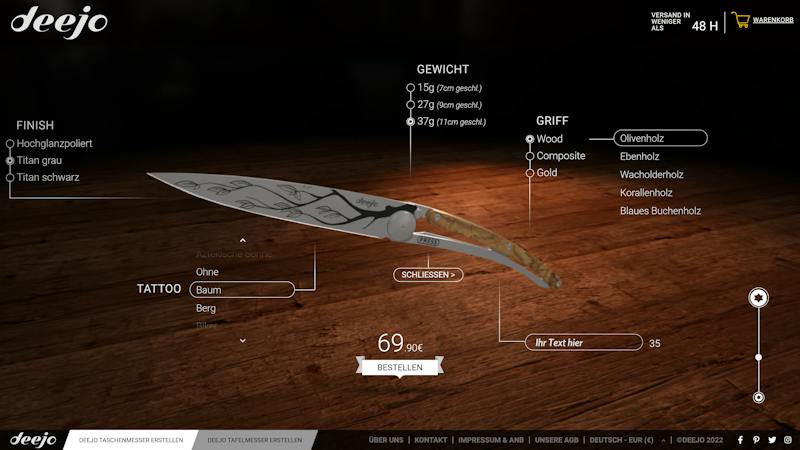 deejo
VERSAND IN
WENIGER
ALS
48 H
WARENKORB
GEWICHT
15g (7cm geschl.)
27g (9cm geschl.)
37g (11cm geschl.)
FINISH
Hochglanzpoliert
Titan grau
Titan schwarz
GRIFF
Wood
Composite
Gold
Olivenholz
Ebenholz
Wacholderholz
Korallenholz
Blaues Buchenholz
deejo
SCHLIESSEN >
TATTOO
Aztekische Sonne
Ohne
Baum
Berg
Biker
69,90€
BESTELLEN
Ihr Text hier
35
deejo
DEEJO TASCHENMESSER ERSTELLEN
DEEJO TAFELMESSER ERSTELLEN
ÜBER UNS | KONTAKT | IMPRESSUM & ANB | UNSERE AGB | DEUTSCH - EUR (€) | ©DEEJO 2022